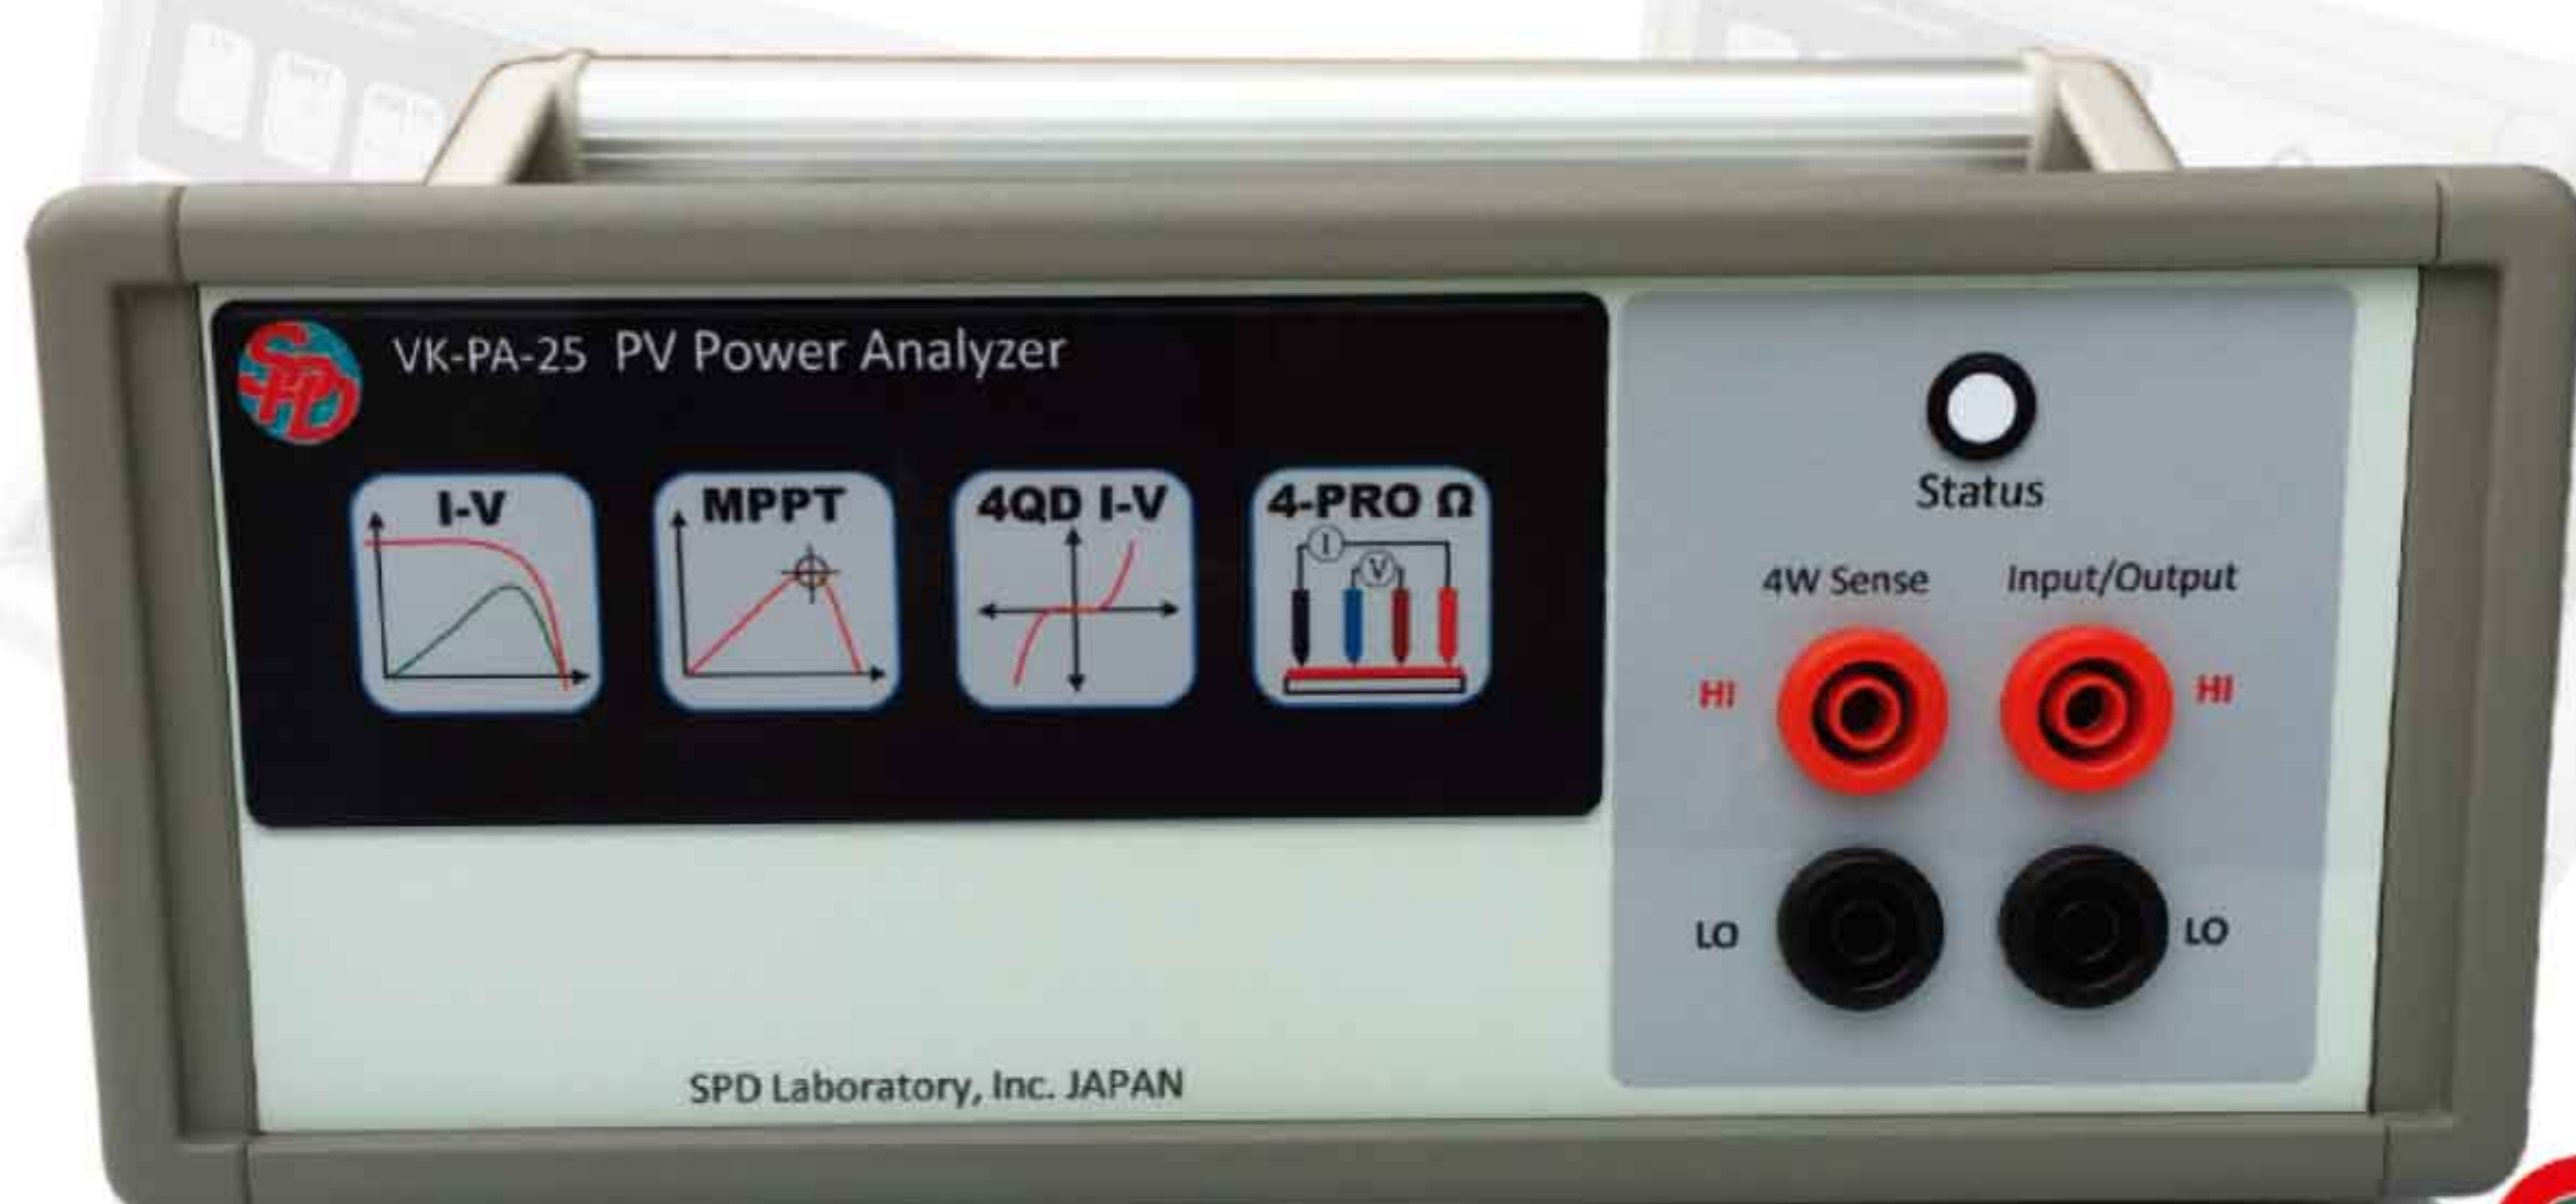 SPD
VK-PA-25 PV Power Analyzer
I-V
MPPT
4QD I-V
4-PRO Ω
I
V
Status
4W Sense
Input/Output
HI
HI
LO
LO
SPD Laboratory, Inc. JAPAN